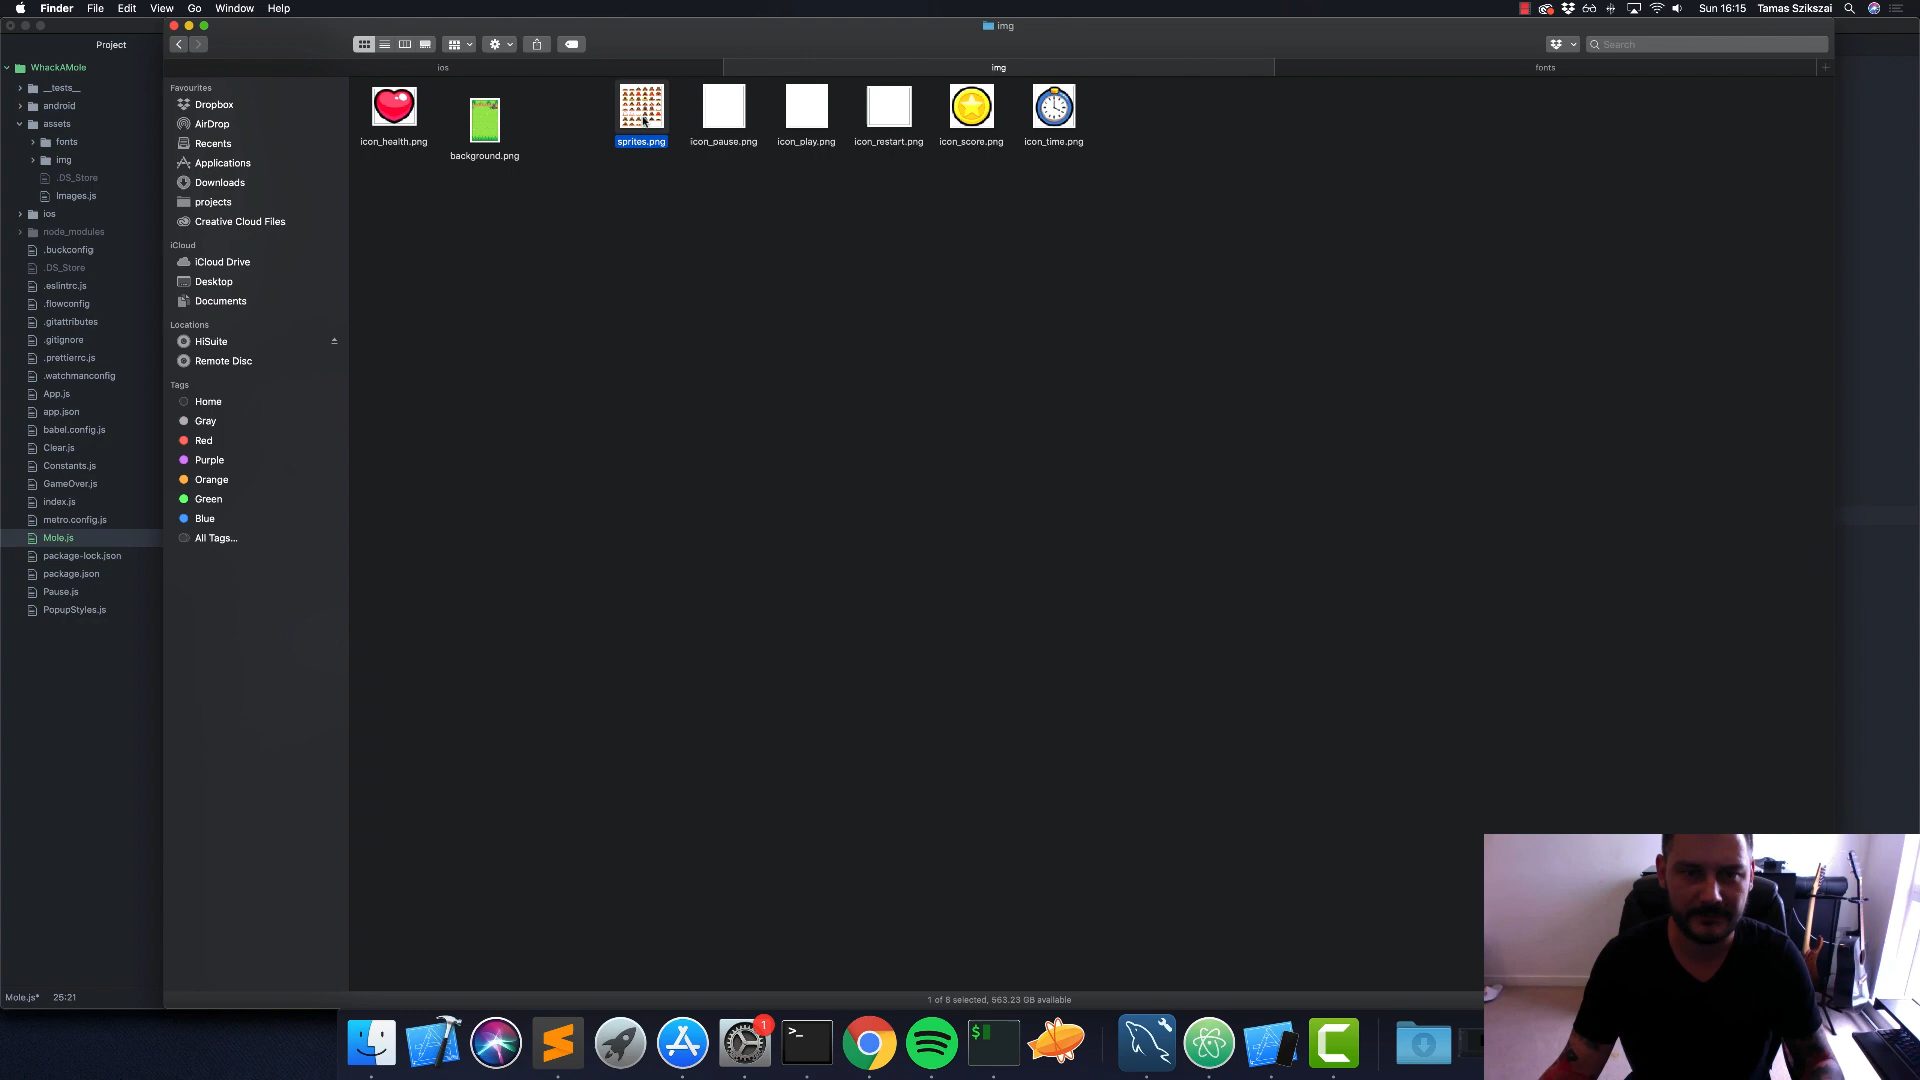 Finder File Edit View Go Window Help
Sun 16:15 Tamas Szikszai
Project
WhackAMole
__tests__
android
assets
fonts
img
.DS_Store
Images.js
ios
node_modules
.buckconfig
.DS_Store
.eslintrc.js
.flowconfig
.gitattributes
.gitignore
.prettierrc.js
.watchmanconfig
App.js
app.json
babel.config.js
Clear.js
Constants.js
GameOver.js
index.js
metro.config.js
Mole.js
package-lock.json
package.json
Pause.js
PopupStyles.js
Mole.js* 25:21
img
Search
ios img fonts
Favourites
Dropbox
AirDrop
Recents
Applications
Downloads
projects
Creative Cloud Files
iCloud
iCloud Drive
Desktop
Documents
Locations
HiSuite
Remote Disc
Tags
Home
Gray
Red
Purple
Orange
Green
Blue
All Tags...
icon_health.png
background.png
sprites.png
icon_pause.png
icon_play.png
icon_restart.png
icon_score.png
icon_time.png
1 of 8 selected, 563.23 GB available
1